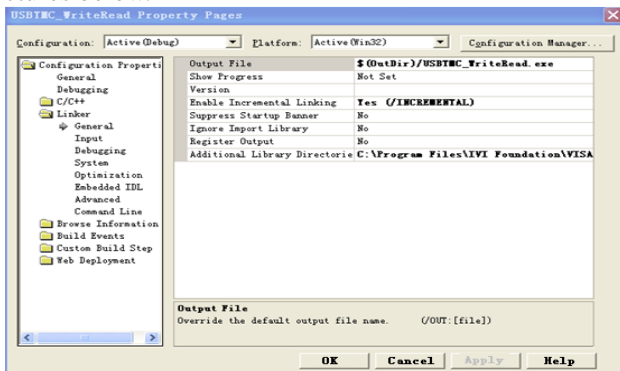 USBTMC_WriteRead Property Pages
Configuration: Active(Debug) Platform: Active(Win32) Configuration Manager...
Configuration Properti
General
Debugging
C/C++
Linker
General
Input
Debugging
System
Optimization
Embedded IDL
Advanced
Command Line
Browse Information
Build Events
Custom Build Step
Web Deployment
Output File $(OutDir)/USBTMC_WriteRead.exe
Show Progress Not Set
Version
Enable Incremental Linking Yes (/INCREMENTAL)
Suppress Startup Banner No
Ignore Import Library No
Register Output No
Additional Library Directorie C:\Program Files\IVI Foundation\VISA
Output File
Override the default output file name. (/OUT:[file])
OK Cancel Apply Help